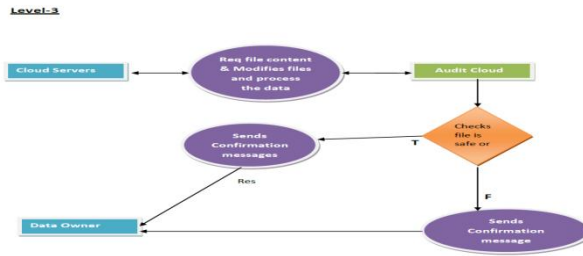 Level-3
Cloud Servers
Req file content
& Modifies files
and process
the data
Audit Cloud
Checks
file is
safe or
T
Sends
Confirmation
messages
Res
F
Data Owner
Sends
Confirmation
message